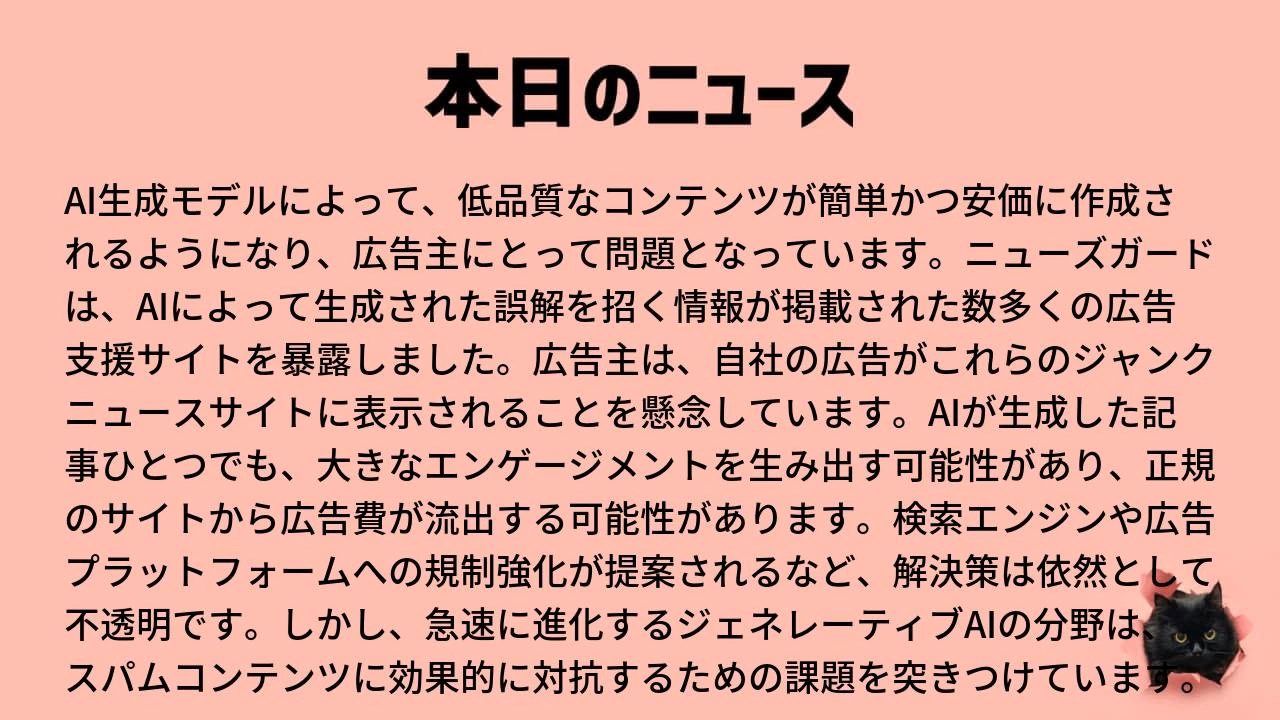 本日のニュース
AI生成モデルによって、低品質なコンテンツが簡単かつ安価に作成さ
れるようになり、広告主にとって問題となっています。ニューズガード
は、AIによって生成された誤解を招く情報が掲載された数多くの広告
支援サイトを暴露しました。広告主は、自社の広告がこれらのジャンク
ニュースサイトに表示されることを懸念しています。AIが生成した記
事ひとつでも、大きなエンゲージメントを生み出す可能性があり、正規
のサイトから広告費が流出する可能性があります。検索エンジンや広告
プラットフォームへの規制強化が提案されるなど、解決策は依然として
不透明です。しかし、急速に進化するジェネレーティブAIの分野は、
スパムコンテンツに効果的に対抗するための課題を突きつけています。